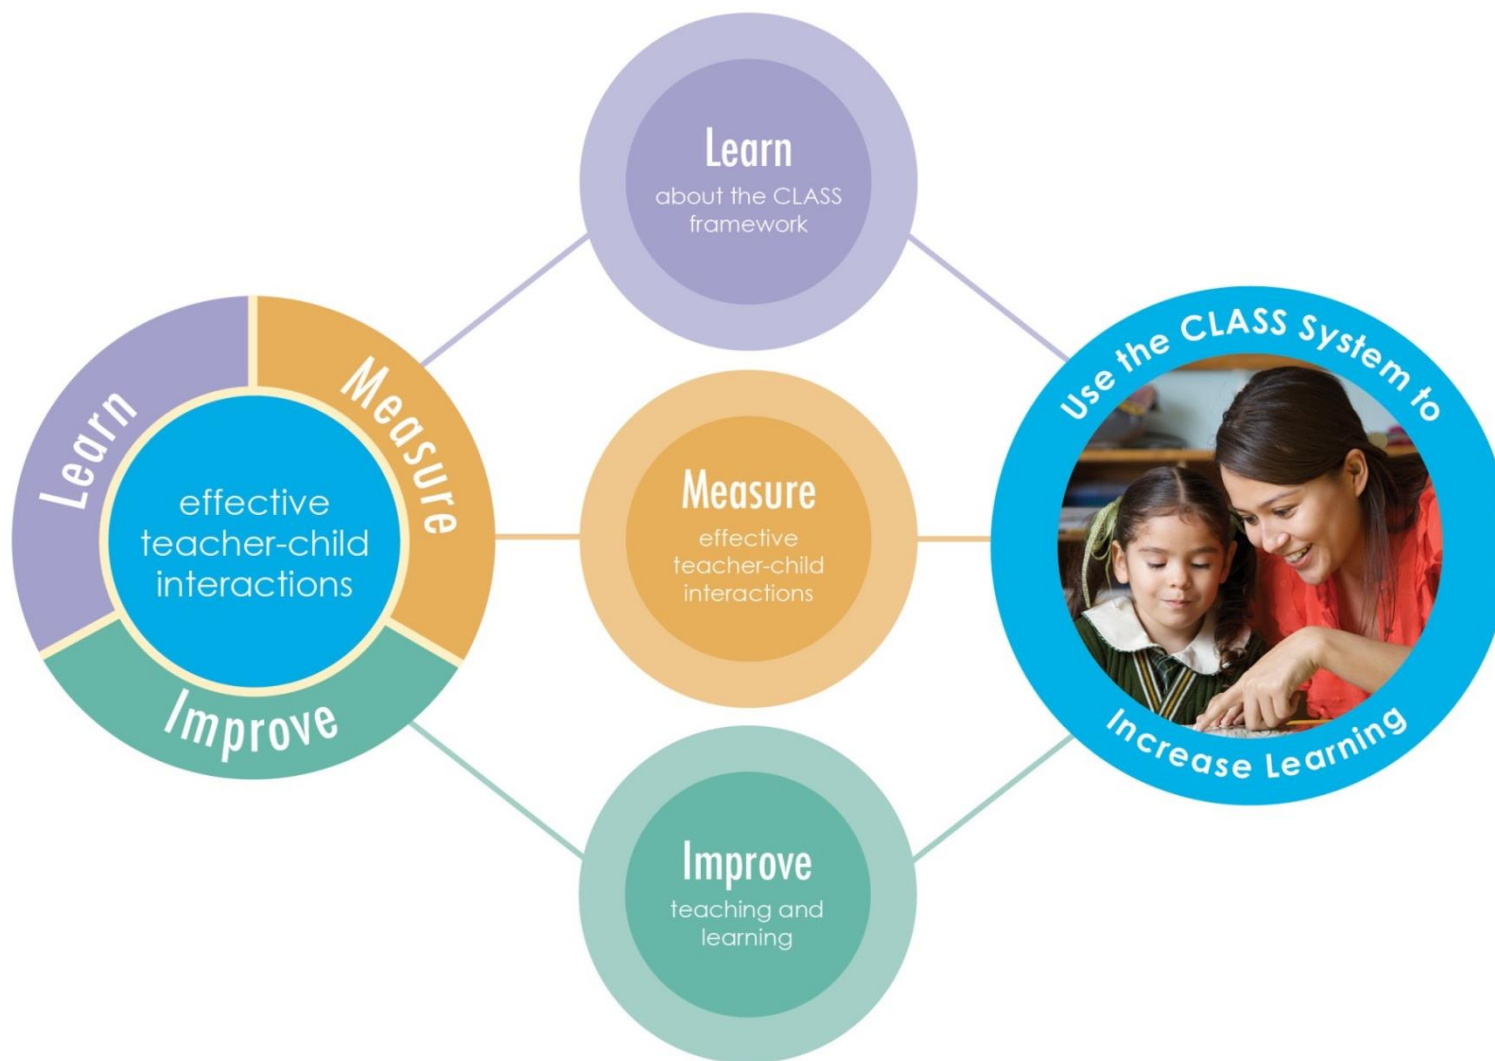 Learn
about the CLASS
framework
Learn
Measure
Improve
effective
teacher-child
interactions
Measure
effective
teacher-child
interactions
Use the CLASS System to
Increase Learning
Improve
teaching and
learning